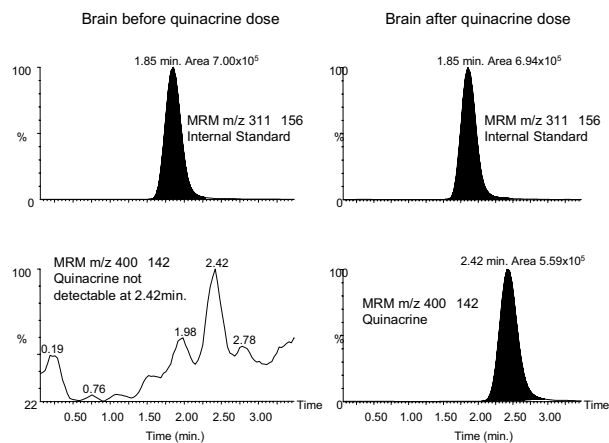 Brain before quinacrine dose
Brain after quinacrine dose
1.85 min. Area 7.00x10⁵
100
%
0
MRM m/z 311 156
Internal Standard
1.85 min. Area 6.94x10⁵
100
%
0
MRM m/z 311 156
Internal Standard
MRM m/z 400 142
Quinacrine not
detectable at 2.42min.
100
%
22
0.19
0.76
1.98
2.42
2.78
Time
0.50 1.00 1.50 2.00 2.50 3.00
Time (min.)
2.42 min. Area 5.59x10⁵
100
%
0
MRM m/z 400 142
Quinacrine
Time
0.50 1.00 1.50 2.00 2.50 3.00
Time (min.)